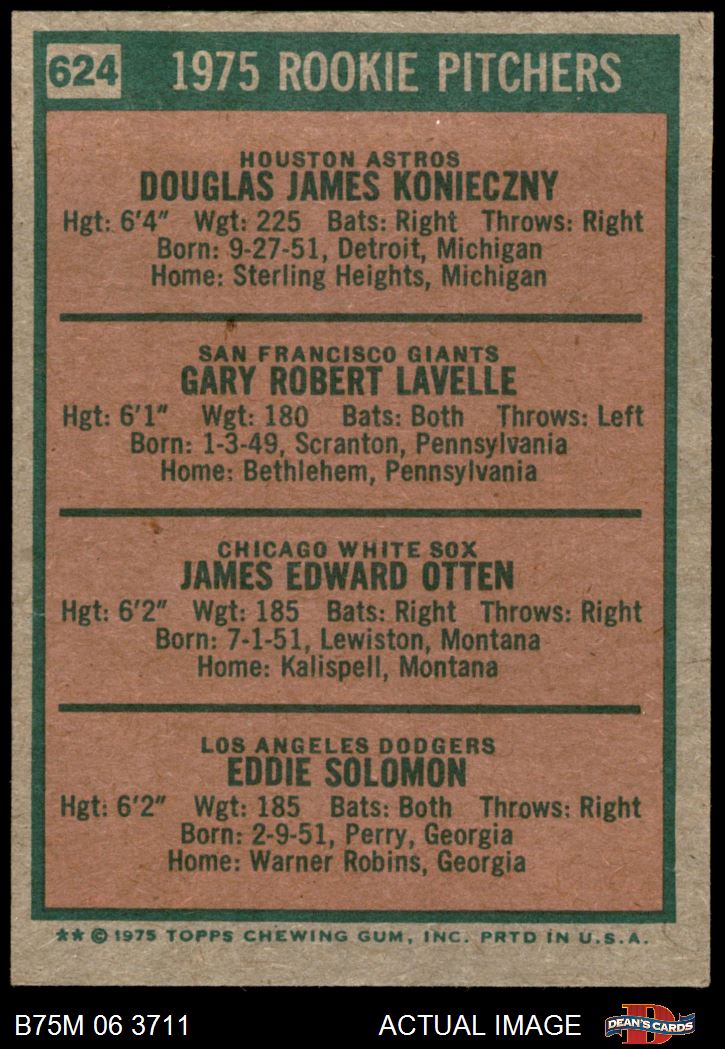 624 1975 ROOKIE PITCHERS
HOUSTON ASTROS
DOUGLAS JAMES KONIECZNY
Hgt: 6'4" Wgt: 225 Bats: Right Throws: Right
Born: 9-27-51, Detroit, Michigan
Home: Sterling Heights, Michigan
SAN FRANCISCO GIANTS
GARY ROBERT LAVELLE
Hgt: 6'1" Wgt: 180 Bats: Both Throws: Left
Born: 1-3-49, Scranton, Pennsylvania
Home: Bethlehem, Pennsylvania
CHICAGO WHITE SOX
JAMES EDWARD OTTEN
Hgt: 6'2" Wgt: 185 Bats: Right Throws: Right
Born: 7-1-51, Lewiston, Montana
Home: Kalispell, Montana
LOS ANGELES DODGERS
EDDIE SOLOMON
Hgt: 6'2" Wgt: 185 Bats: Both Throws: Right
Born: 2-9-51, Perry, Georgia
Home: Warner Robins, Georgia
** © 1975 TOPPS CHEWING GUM, INC. PRTD IN U.S.A.
B75M 06 3711 ACTUAL IMAGE D DEAN'S CARDS